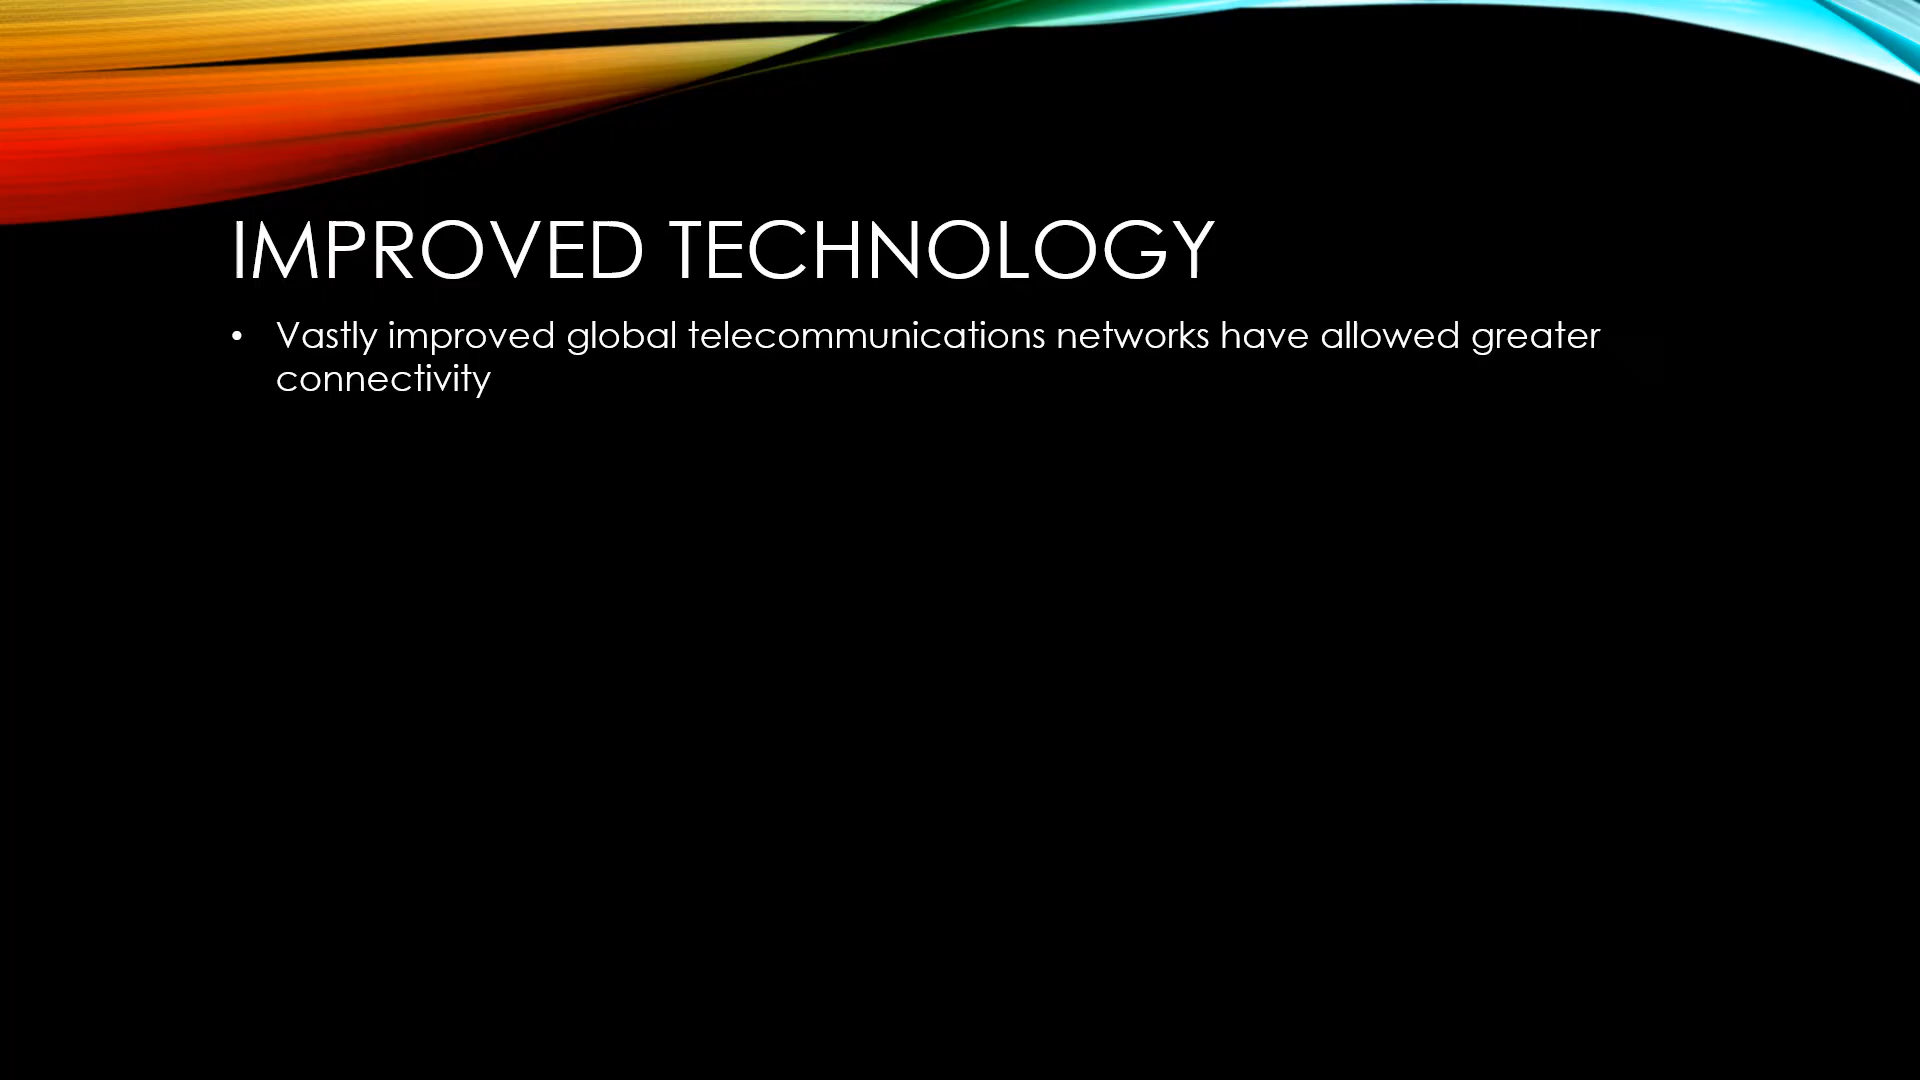 IMPROVED TECHNOLOGY
• Vastly improved global telecommunications networks have allowed greater
connectivity